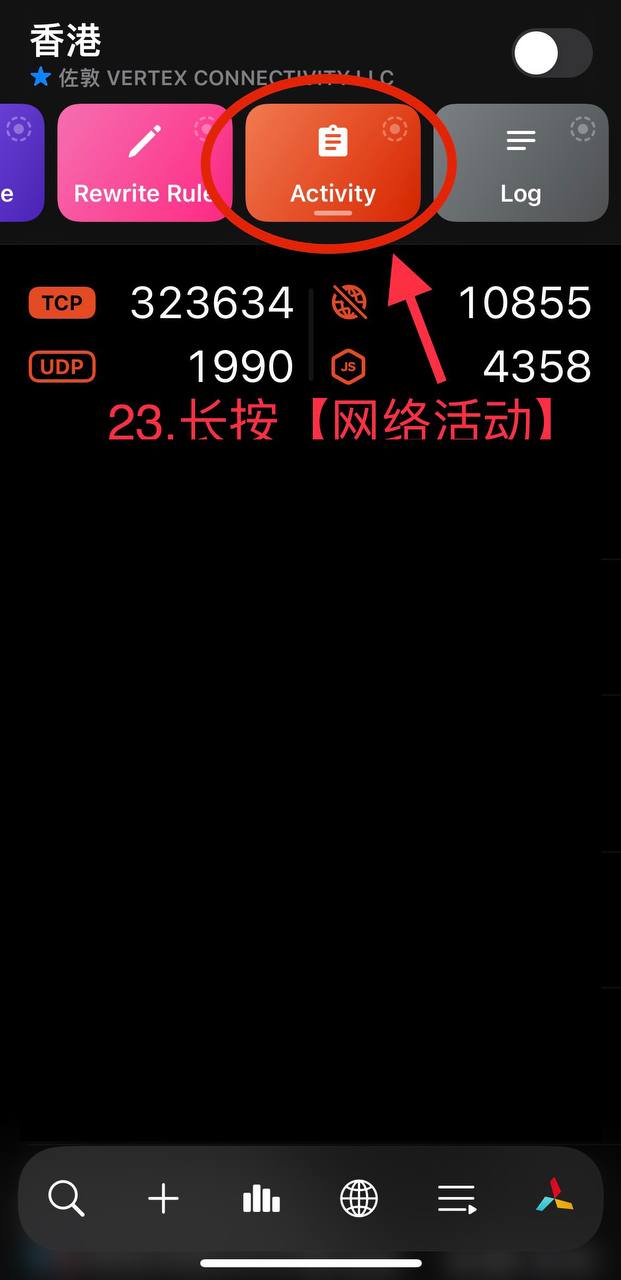 香港
佐敦 VERTEX CONNECTIVITY LLC
e
Rewrite Rule
Activity
Log
TCP 323634
10855
UDP 1990
JS 4358
23.长按【网络活动】